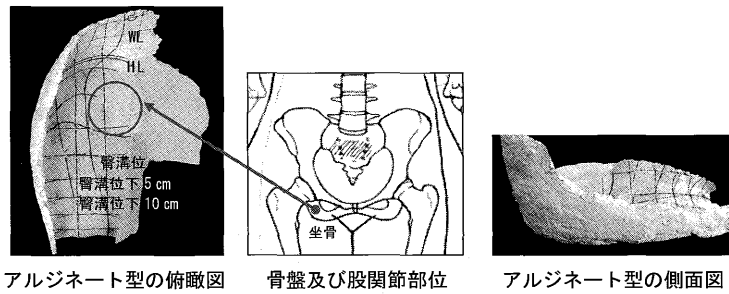 WL
HL
臀溝位
臀溝位下 5 cm
臀溝位下 10 cm
坐骨
アルジネート型の俯瞰図
骨盤及び股関節部位
アルジネート型の側面図